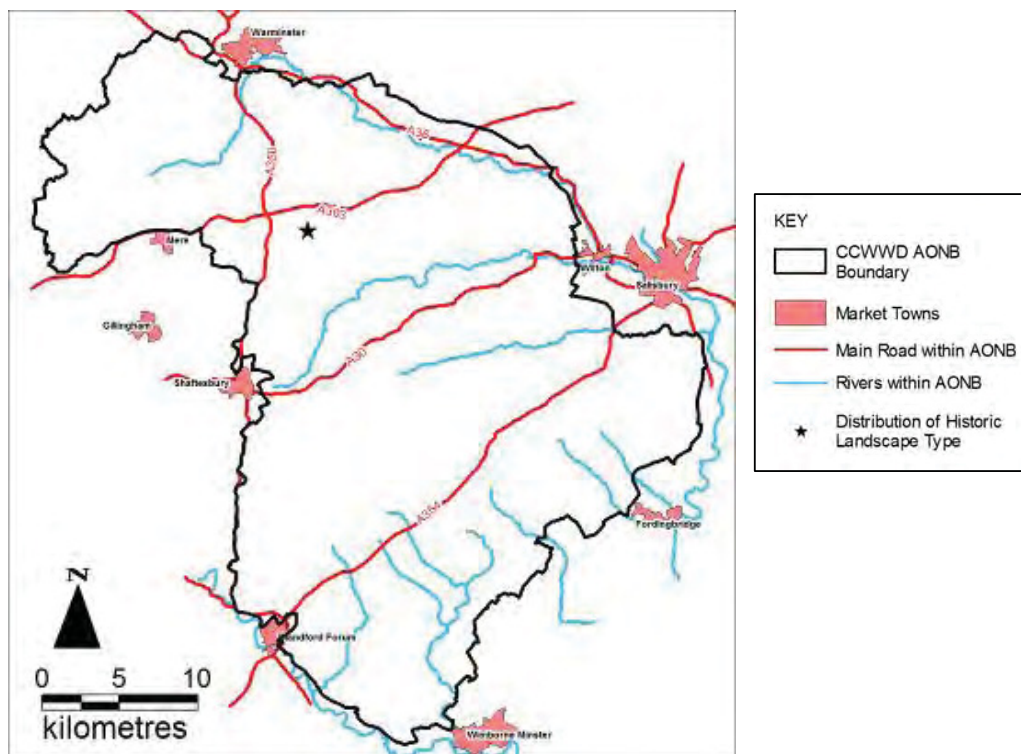 Warminster
A36
A350
A303
Mere
Wilton
Salisbury
Gillingham
A30
Shaftesbury
A354
Fordingbridge
N
Blandford Forum
0 5 10
kilometres
Wimborne Minster
KEY
CCWWD AONB
Boundary
Market Towns
Main Road within AONB
Rivers within AONB
Distribution of Historic
Landscape Type